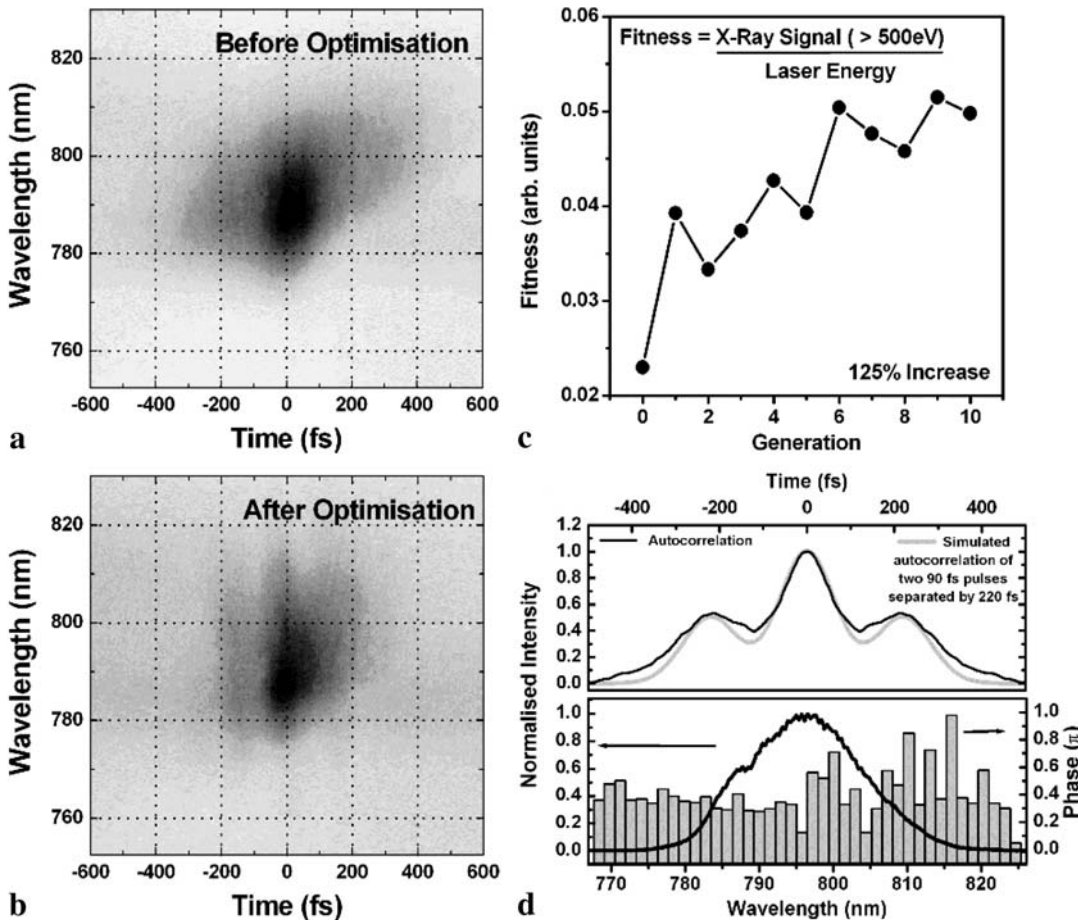 Before Optimisation
Wavelength (nm)
820
800
780
760
-600 -400 -200 0 200 400 600
Time (fs)
a
Fitness = X-Ray Signal ( > 500eV)
Laser Energy
Fitness (arb. units)
0.06
0.05
0.04
0.03
0.02
125% Increase
0 2 4 6 8 10
Generation
c
After Optimisation
Wavelength (nm)
820
800
780
760
-600 -400 -200 0 200 400 600
Time (fs)
b
Time (fs)
-400 -200 0 200 400
Autocorrelation
Simulated
autocorrelation of
two 90 fs pulses
separated by 220 fs
Normalised Intensity
1.2
1.0
0.8
0.6
0.4
0.2
0.0
1.0
0.8
0.6
0.4
0.2
0.0
1.0
0.8
0.6
0.4
0.2
0.0
Phase (π)
770 780 790 800 810 820
Wavelength (nm)
d